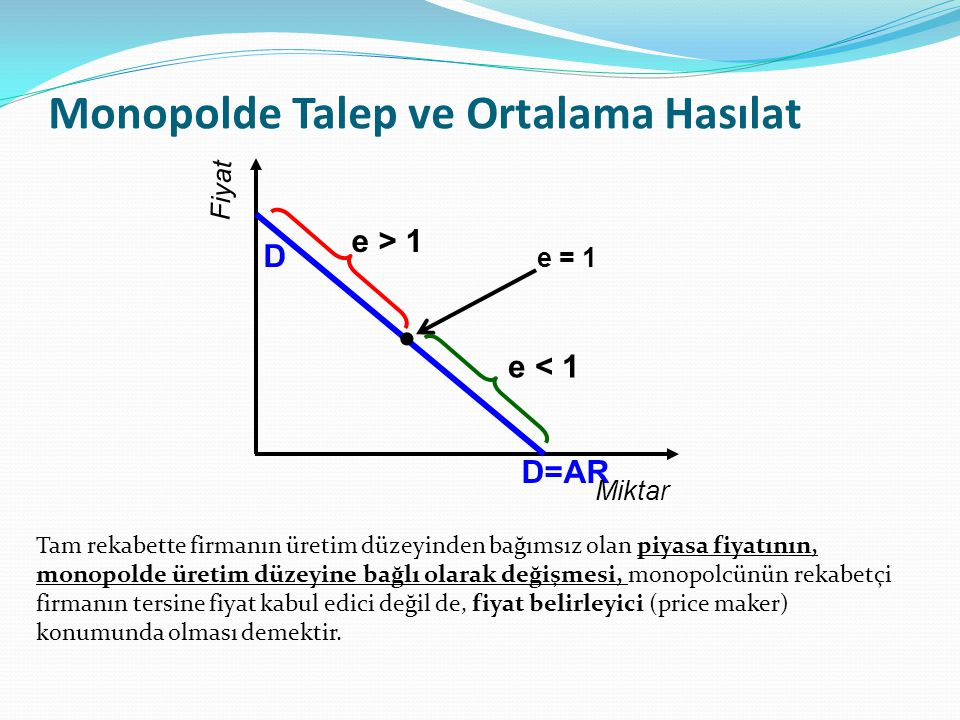 Monopolde Talep ve Ortalama Hasılat
Fiyat
e > 1
D
e = 1
e < 1
D=AR
Miktar
Tam rekabette firmanın üretim düzeyinden bağımsız olan piyasa fiyatının,
monopolde üretim düzeyine bağlı olarak değişmesi, monopolcünün rekabetçi
firmanın tersine fiyat kabul edici değil de, fiyat belirleyici (price maker)
konumunda olması demektir.